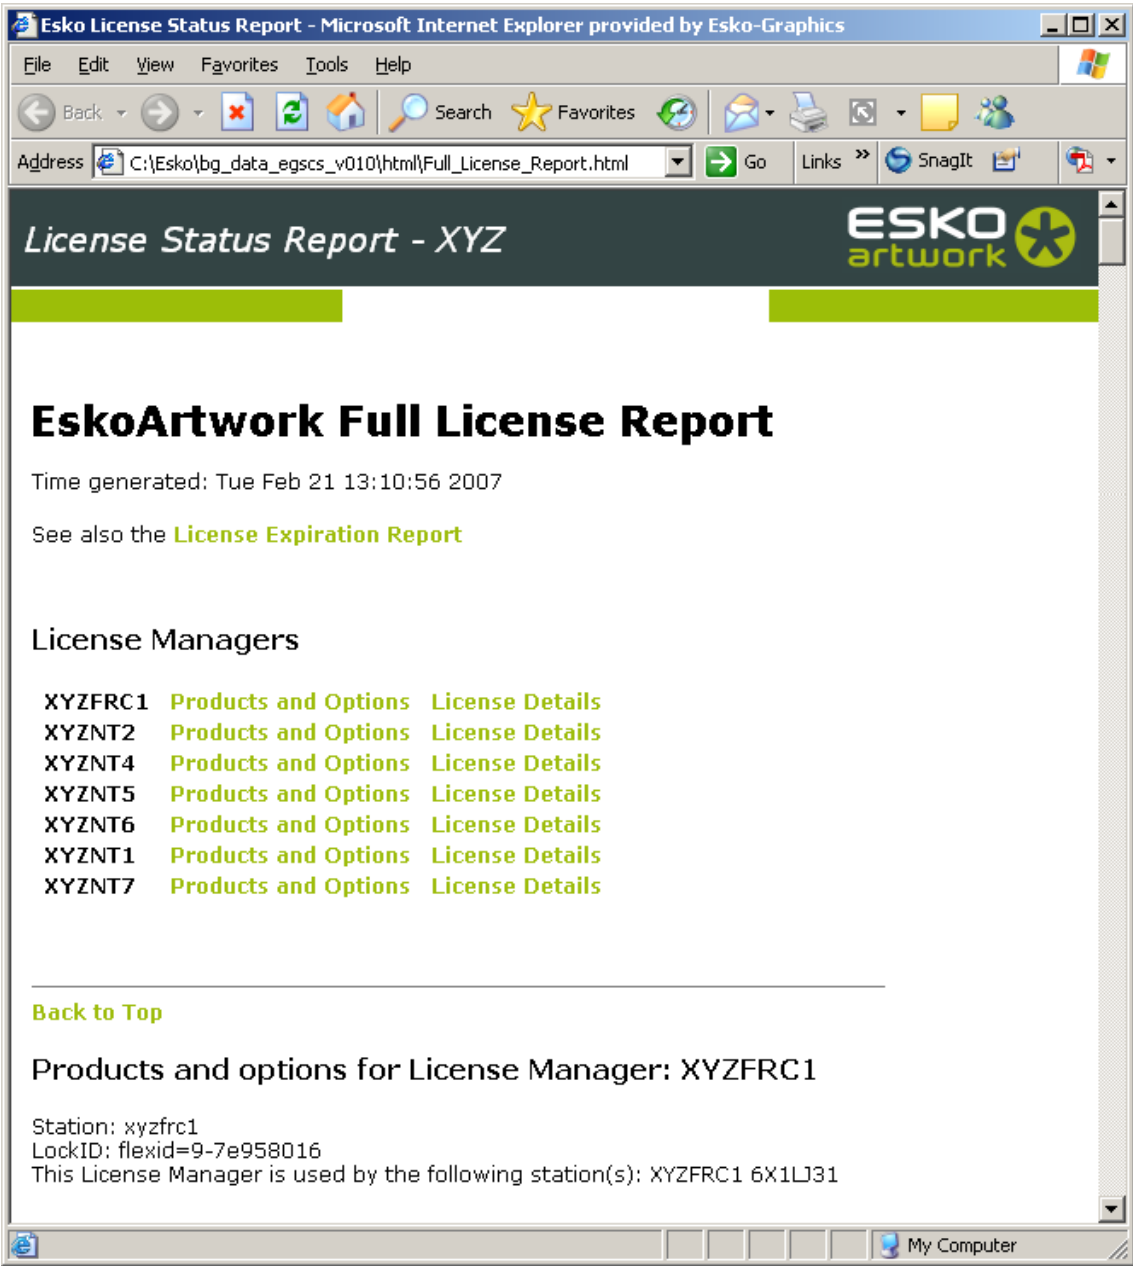 Esko License Status Report - Microsoft Internet Explorer provided by Esko-Graphics
File Edit View Favorites Tools Help
Back Search Favorites
Address C:\Esko\bg_data_egscs_v010\html\Full_License_Report.html Go Links » SnagIt
License Status Report - XYZ
ESKO
artwork
EskoArtwork Full License Report
Time generated: Tue Feb 21 13:10:56 2007
See also the License Expiration Report
License Managers
XYZFRC1 Products and Options License Details
XYZNT2 Products and Options License Details
XYZNT4 Products and Options License Details
XYZNT5 Products and Options License Details
XYZNT6 Products and Options License Details
XYZNT1 Products and Options License Details
XYZNT7 Products and Options License Details
Back to Top
Products and options for License Manager: XYZFRC1
Station: xyzfrc1
LockID: flexid=9-7e958016
This License Manager is used by the following station(s): XYZFRC1 6X1LJ31
My Computer